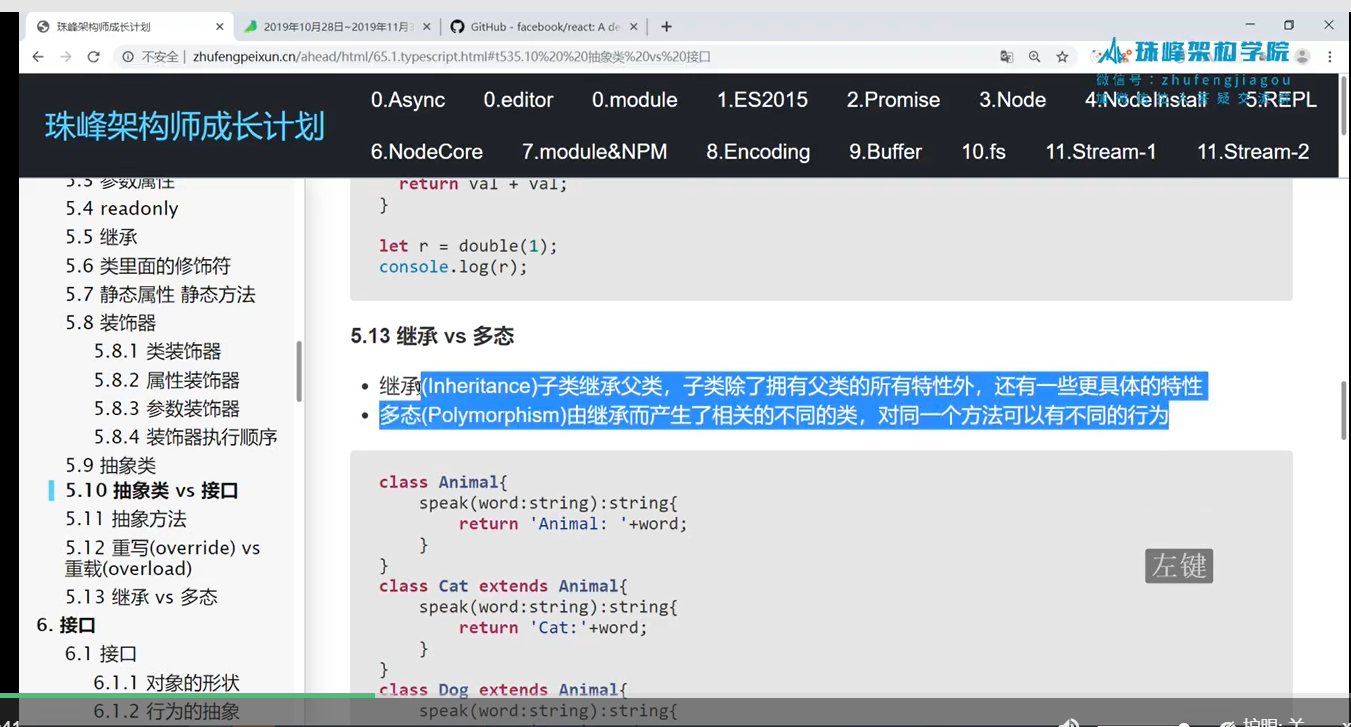 珠峰架构师成长计划
2019年10月28日~2019年11月3
GitHub - facebook/react: A de
不安全 | zhufengpeixun.cn/ahead/html/65.1.typescript.html#t535.10%20%20抽象类%20vs%20接口
珠峰架构学院
微信号：zhufengjiagou
0.Async 0.editor 0.module 1.ES2015 2.Promise 3.Node 4.NodeInstall 5.REPL
珠峰架构师成长计划
6.NodeCore 7.module&NPM 8.Encoding 9.Buffer 10.fs 11.Stream-1 11.Stream-2
5.3 参数属性
5.4 readonly
5.5 继承
5.6 类里面的修饰符
5.7 静态属性 静态方法
5.8 装饰器
5.8.1 类装饰器
5.8.2 属性装饰器
5.8.3 参数装饰器
5.8.4 装饰器执行顺序
5.9 抽象类
5.10 抽象类 vs 接口
5.11 抽象方法
5.12 重写(override) vs
重载(overload)
5.13 继承 vs 多态
6. 接口
6.1 接口
6.1.1 对象的形状
6.1.2 行为的抽象
return val + val;
}
let r = double(1);
console.log(r);
5.13 继承 vs 多态
继承(Inheritance)子类继承父类，子类除了拥有父类的所有特性外，还有一些更具体的特性
多态(Polymorphism)由继承而产生了相关的不同的类，对同一个方法可以有不同的行为
class Animal{
speak(word:string):string{
return 'Animal: '+word;
}
}
class Cat extends Animal{
speak(word:string):string{
return 'Cat:'+word;
}
}
class Dog extends Animal{
speak(word:string):string{
左键